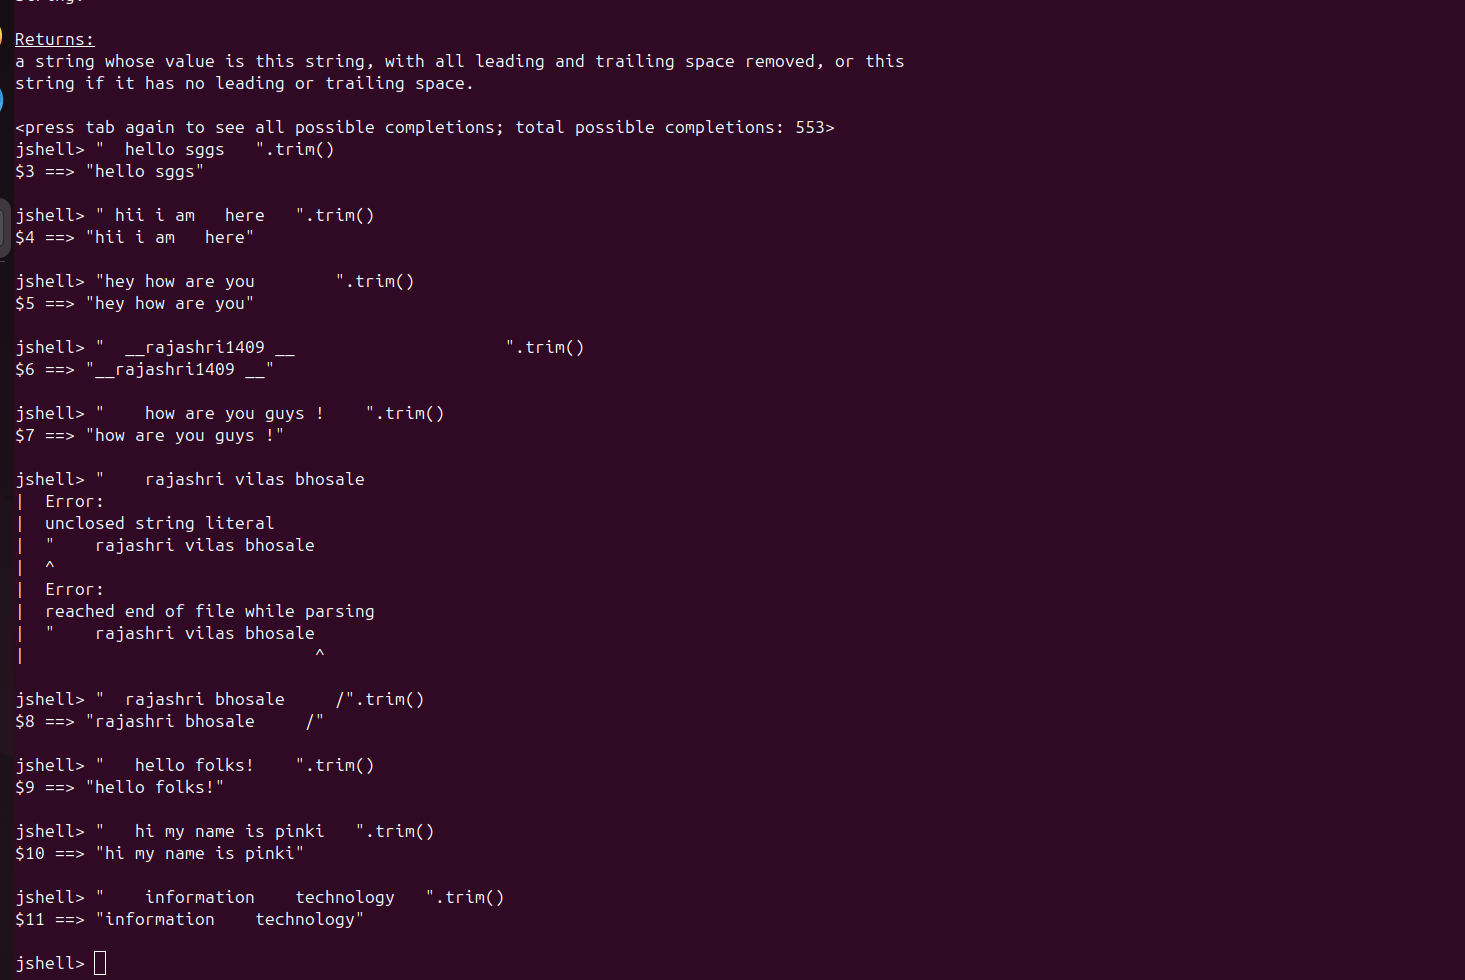 Returns:
a string whose value is this string, with all leading and trailing space removed, or this
string if it has no leading or trailing space.
<press tab again to see all possible completions; total possible completions: 553>
jshell> "  hello sggs   ".trim()
$3 ==> "hello sggs"
jshell> " hii i am   here   ".trim()
$4 ==> "hii i am   here"
jshell> "hey how are you        ".trim()
$5 ==> "hey how are you"
jshell> "  __rajashri1409 __                     ".trim()
$6 ==> "__rajashri1409 __"
jshell> "    how are you guys !    ".trim()
$7 ==> "how are you guys !"
jshell> "    rajashri vilas bhosale
|  Error:
|  unclosed string literal
|  "    rajashri vilas bhosale
|  ^
|  Error:
|  reached end of file while parsing
|  "    rajashri vilas bhosale
|                             ^
jshell> "  rajashri bhosale     /".trim()
$8 ==> "rajashri bhosale     /"
jshell> "   hello folks!    ".trim()
$9 ==> "hello folks!"
jshell> "   hi my name is pinki   ".trim()
$10 ==> "hi my name is pinki"
jshell> "    information    technology   ".trim()
$11 ==> "information    technology"
jshell>